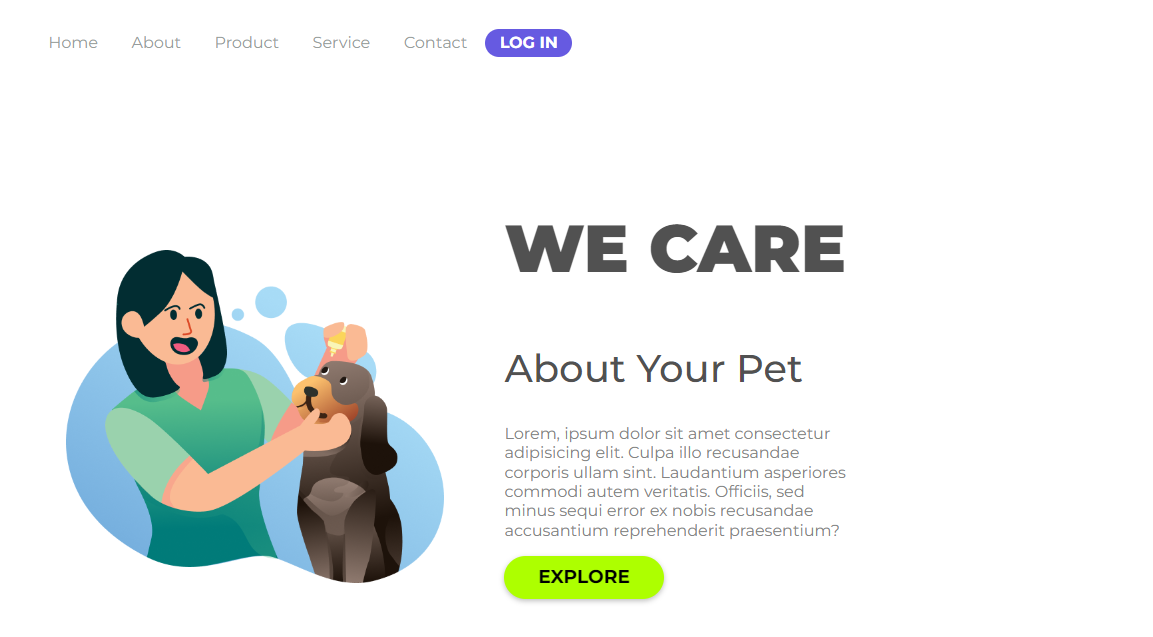 Home About Product Service Contact LOG IN
WE CARE
About Your Pet
Lorem, ipsum dolor sit amet consectetur
adipisicing elit. Culpa illo recusandae
corporis ullam sint. Laudantium asperiores
commodi autem veritatis. Officiis, sed
minus sequi error ex nobis recusandae
accusantium reprehenderit praesentium?
EXPLORE